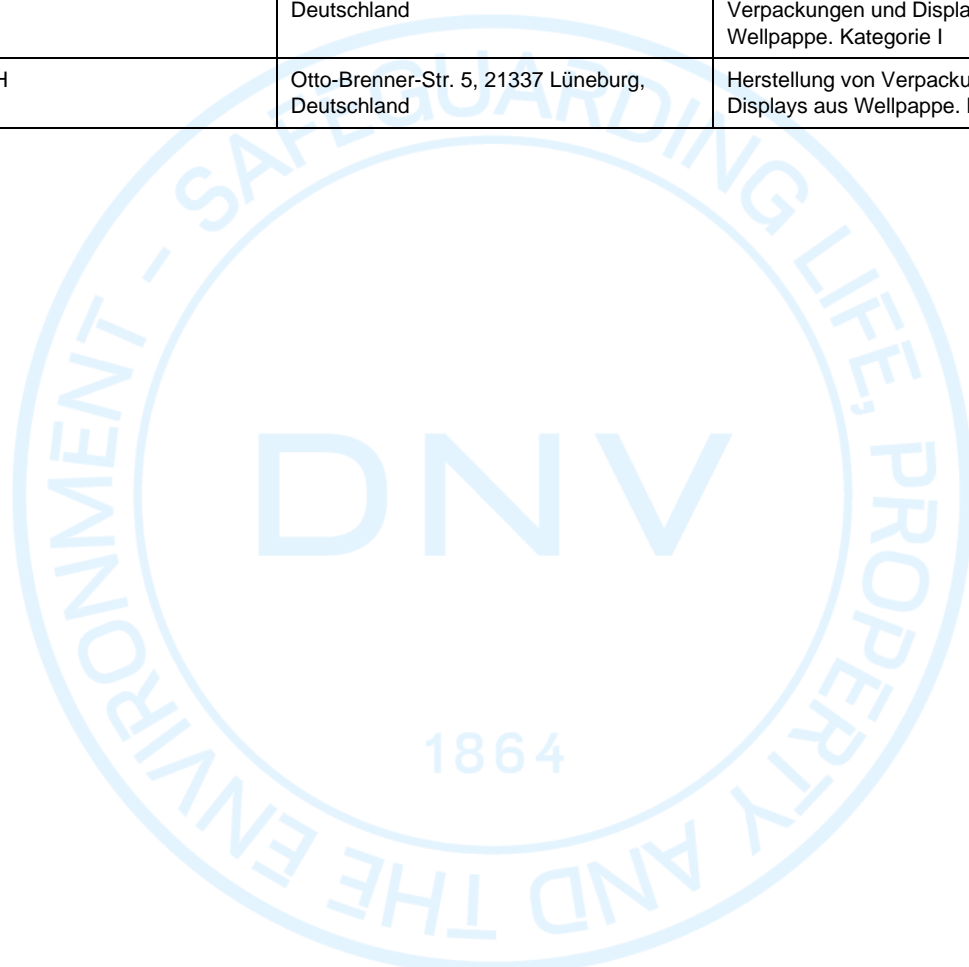 Deutschland
Verpackungen und Displa
Wellpappe. Kategorie I
H
Otto-Brenner-Str. 5, 21337 Lüneburg,
Deutschland
Herstellung von Verpacku
Displays aus Wellpappe.
SAFEGUARDING LIFE, PROPERTY AND THE ENVIRONMENT -
DNV
1864